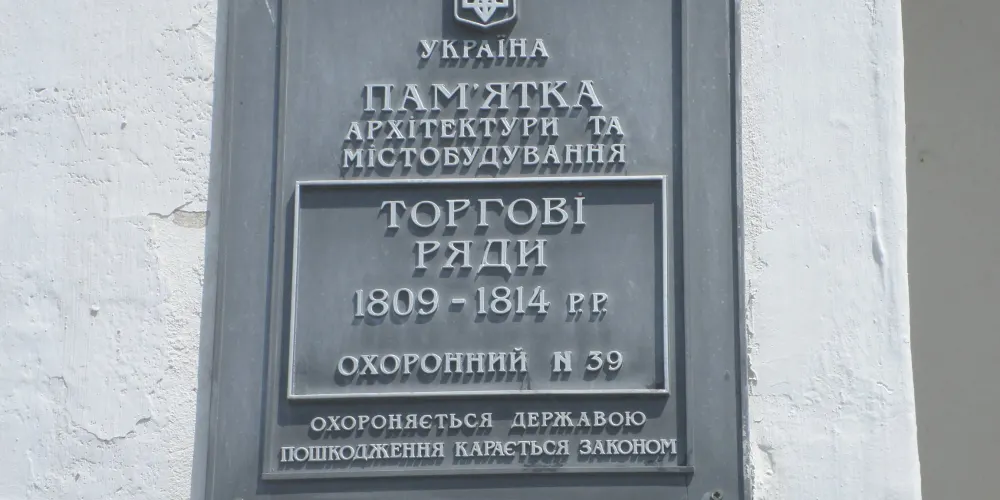 УКРАЇНА
ПАМ'ЯТКА
АРХІТЕКТУРИ ТА
МІСТОБУДУВАННЯ
ТОРГОВІ
РЯДИ
1809 - 1814 Р.Р.
ОХОРОННИЙ N 39
ОХОРОНЯЄТЬСЯ ДЕРЖАВОЮ
ПОШКОДЖЕННЯ КАРАЄТЬСЯ ЗАКОНОМ